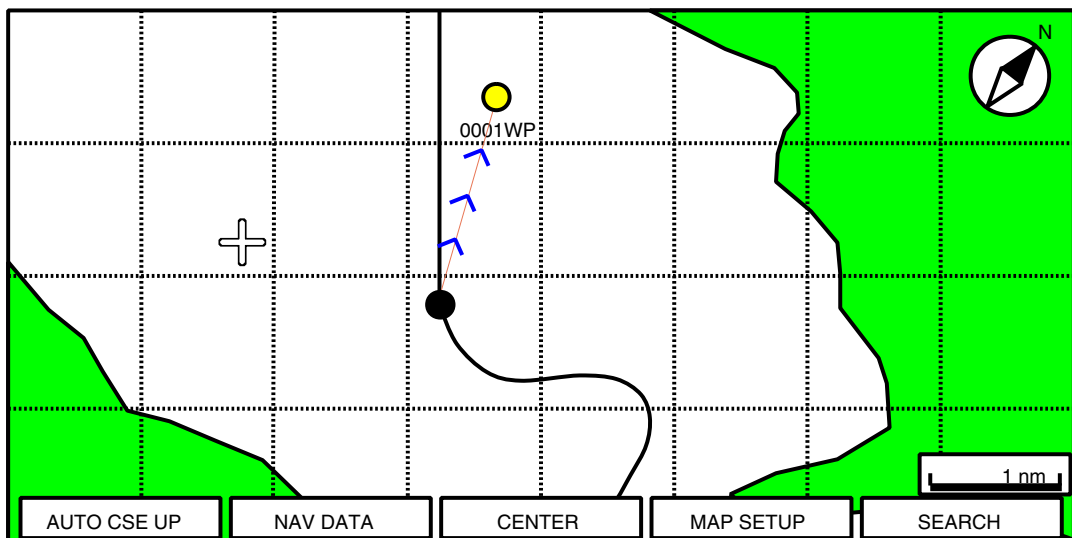 N
0001WP
1 nm
AUTO CSE UP
NAV DATA
CENTER
MAP SETUP
SEARCH